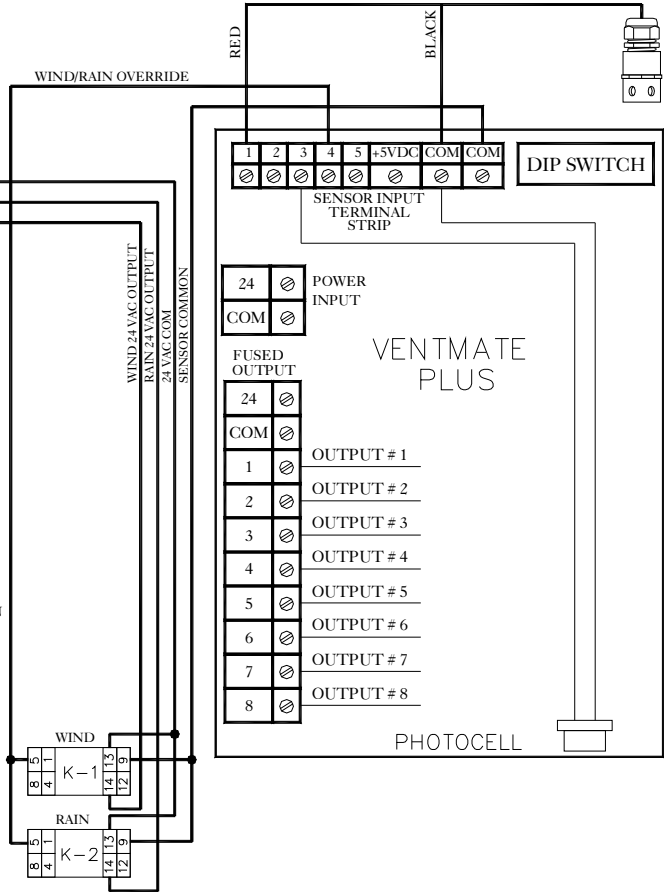 RED
BLACK
WIND/RAIN OVERRIDE
1 2 3 4 5 +5VDC COM COM
DIP SWITCH
SENSOR INPUT
TERMINAL
STRIP
WIND 24 VAC OUTPUT
RAIN 24 VAC OUTPUT
24 VAC COM
SENSOR COMMON
24
COM
POWER
INPUT
VENTMATE
PLUS
FUSED
OUTPUT
24
COM
1 OUTPUT # 1
2 OUTPUT # 2
3 OUTPUT # 3
4 OUTPUT # 4
5 OUTPUT # 5
6 OUTPUT # 6
7 OUTPUT # 7
8 OUTPUT # 8
PHOTOCELL
WIND
5 1 K-1 13 9
8 4 14 12
RAIN
5 1 K-2 13 9
8 4 14 12